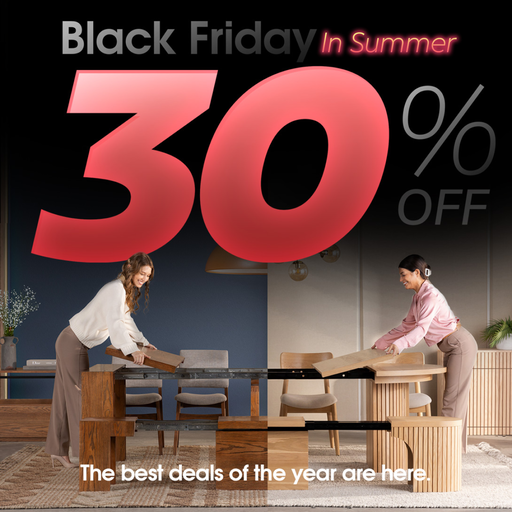 Black Friday In Summer
30%
OFF
The best deals of the year are here.